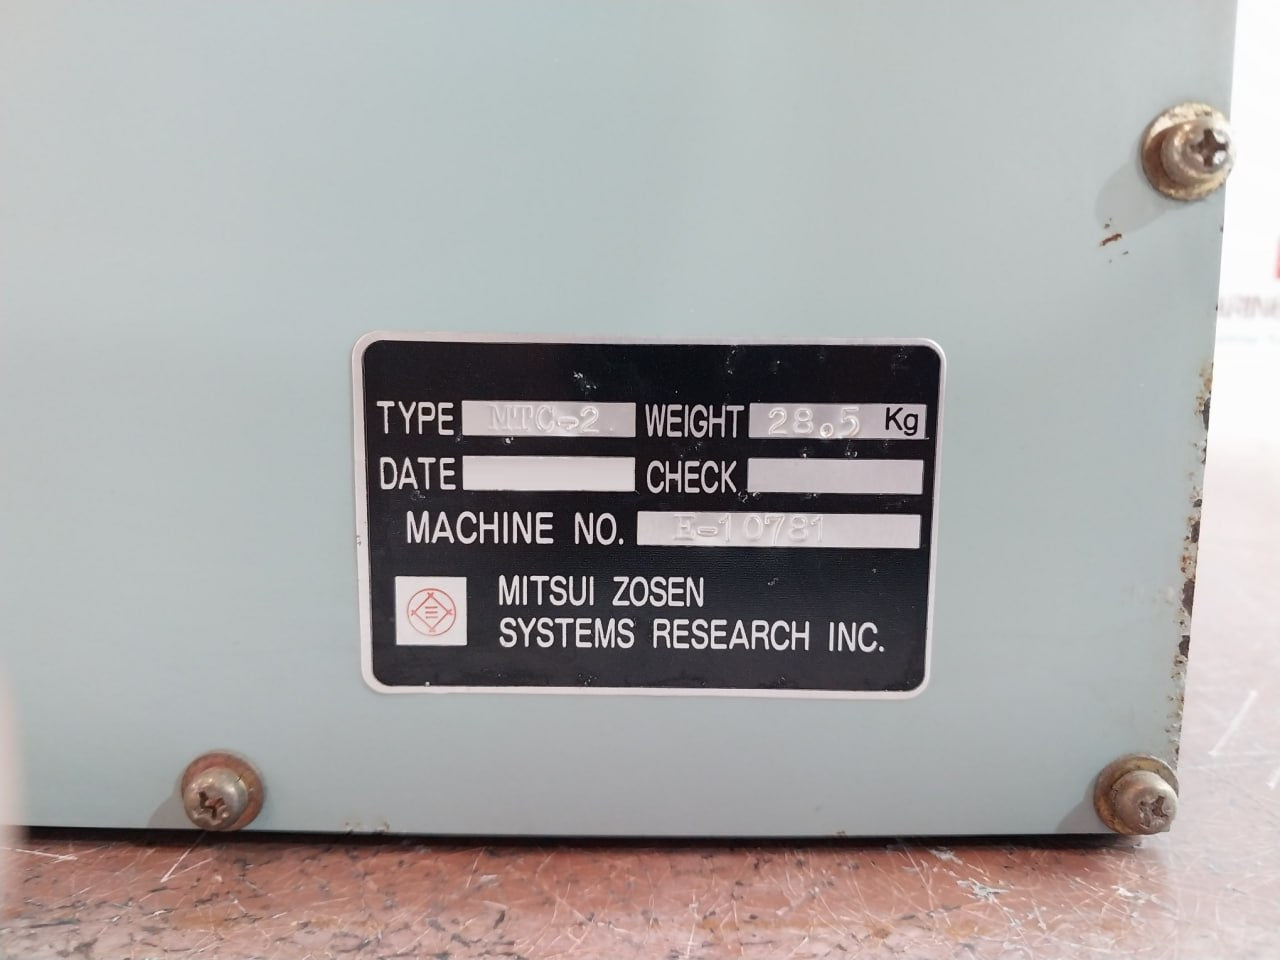 TYPE MTC-2 WEIGHT 28.5 Kg
DATE CHECK
MACHINE NO. E-10781
MITSUI ZOSEN
SYSTEMS RESEARCH INC.